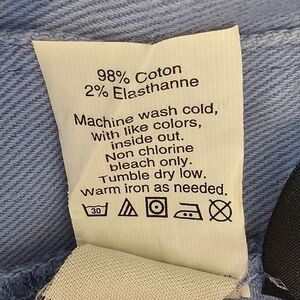 98% Coton
2% Elasthanne
Machine wash cold,
with like colors,
inside out.
Non chlorine
bleach only.
Tumble dry low.
Warm iron as needed.
30